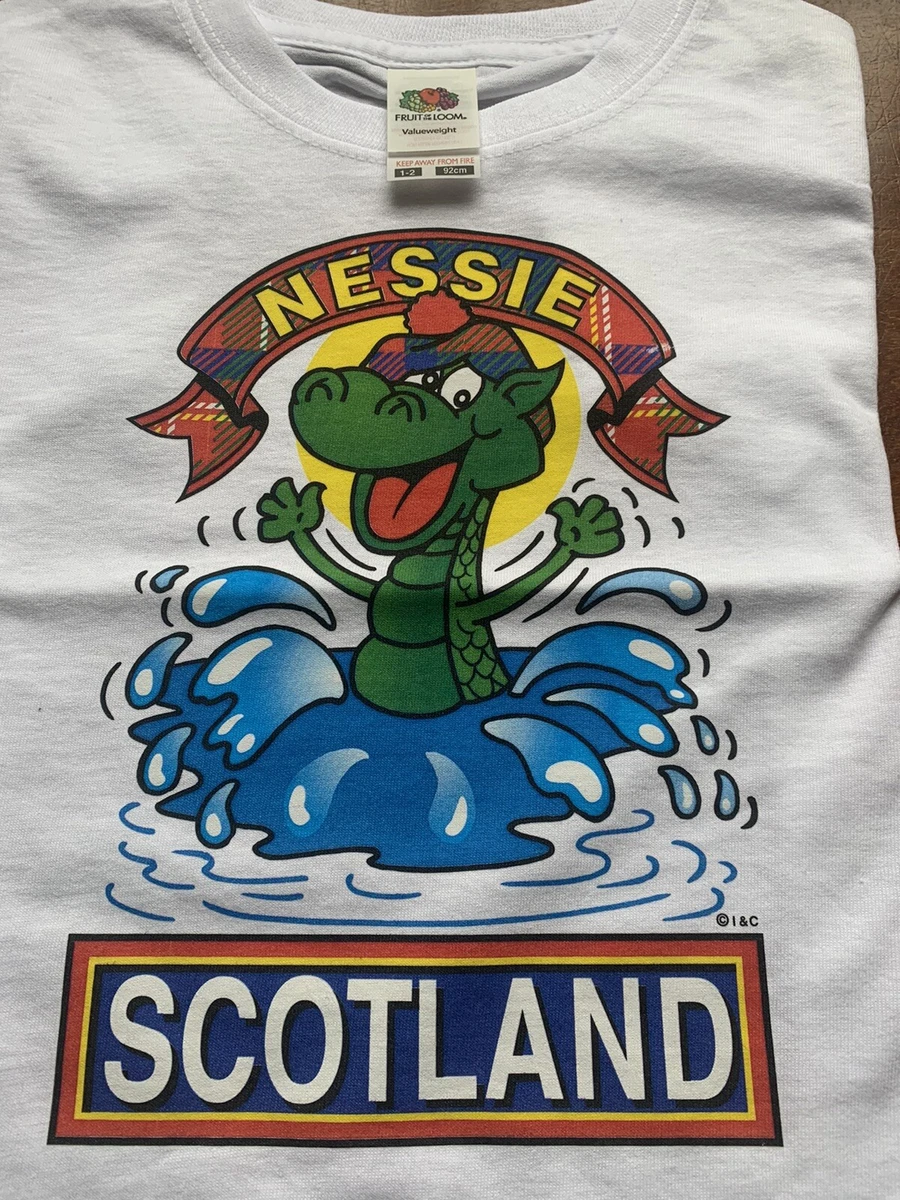 FRUIT OF THE LOOM®
Valueweight
KEEP AWAY FROM FIRE
1-2 92cm
NESSIE
©I&C
SCOTLAND